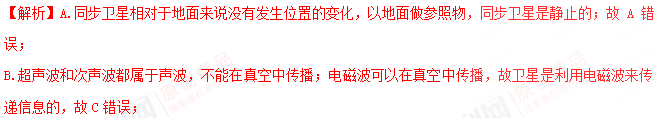 【解析】A.同步卫星相对于地面来说没有发生位置的变化，以地面做参照物，同步卫星是静止的；故 A 错
误；
B.超声波和次声波都属于声波，不能在真空中传播；电磁波可以在真空中传播，故卫星是利用电磁波来传
递信息的，故 C 错误；